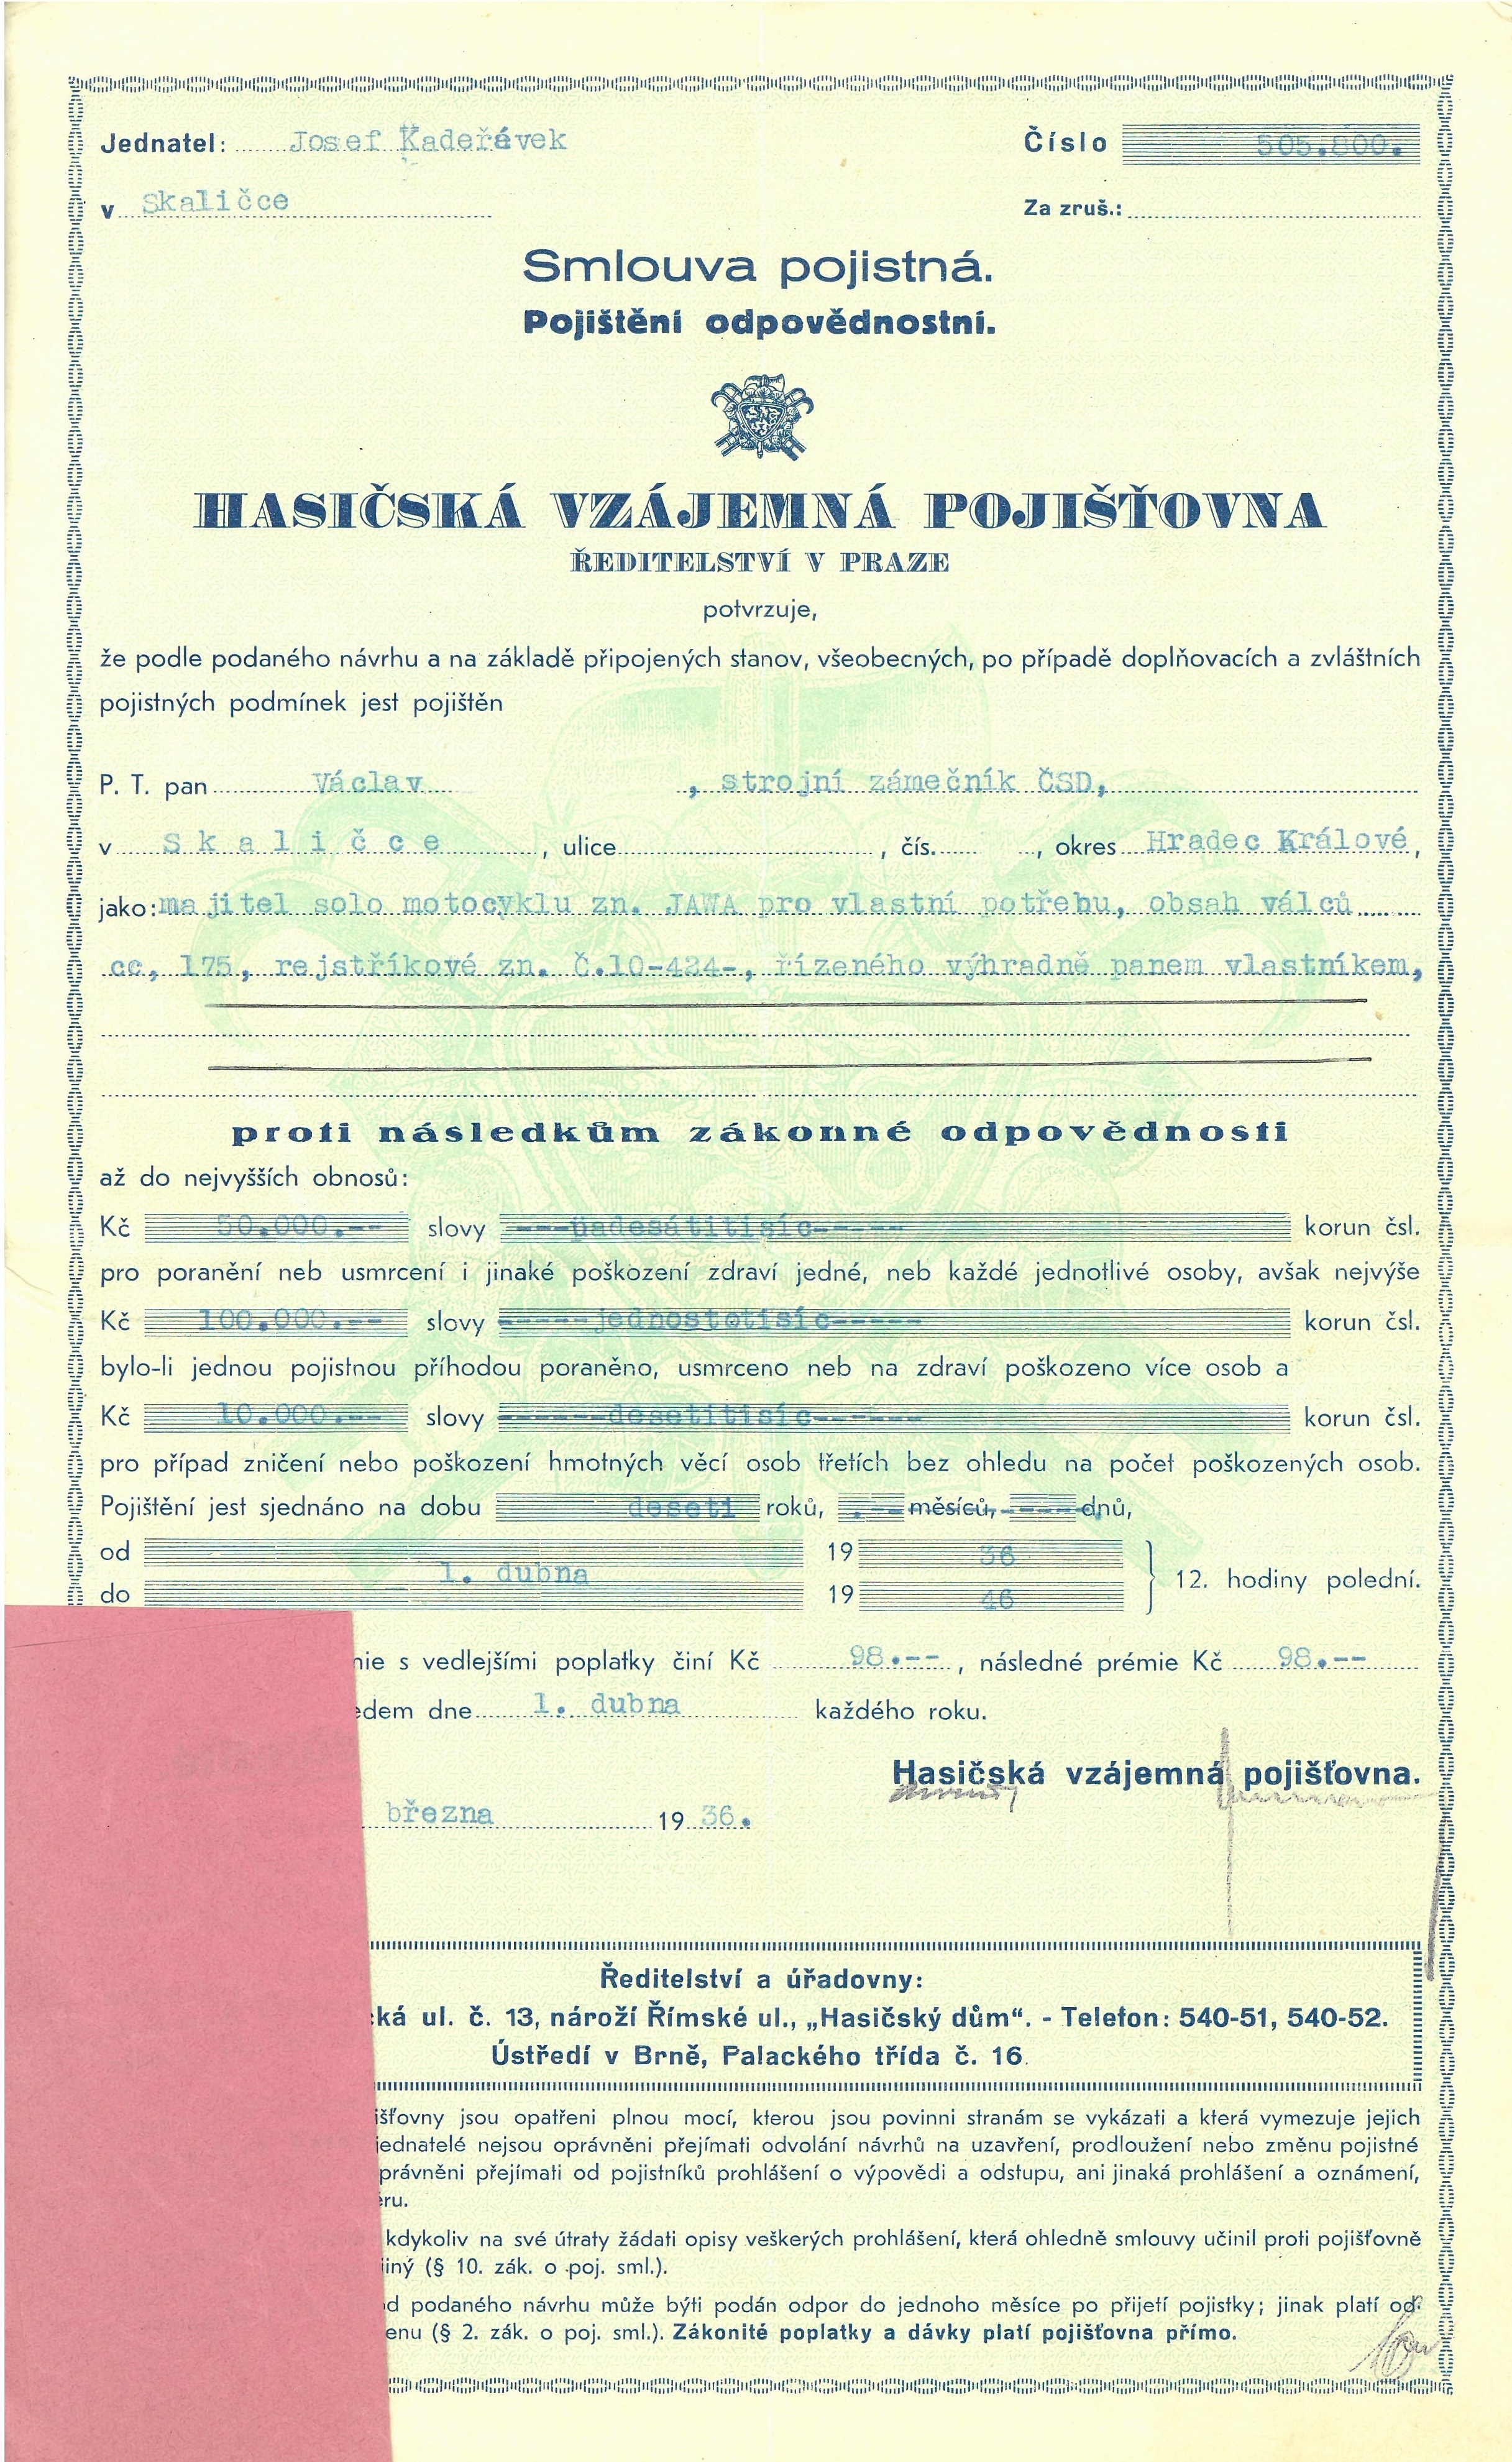 Jednatel: Josef Kadeřávek
Číslo 505.800.
v Skaličce
Za zruš.:
Smlouva pojistná.
Pojištění odpovědnostní.
HASIČSKÁ VZÁJEMNÁ POJIŠŤOVNA
ŘEDITELSTVÍ V PRAZE
potvrzuje,
že podle podaného návrhu a na základě připojených stanov, všeobecných, po případě doplňovacích a zvláštních
pojistných podmínek jest pojištěn
P. T. pan Václav , strojní zámečník ČSD,
v Skaličce , ulice , čís. , okres Hradec Králové,
jako: majitel solo motocyklu zn. JAWA pro vlastní potřebu, obsah válců
cc, 175, rejstříkové zn. Č.10-424-, řízeného výhradně panem vlastníkem,
proti následkům zákonné odpovědnosti
až do nejvyšších obnosů:
Kč 50.000.-- slovy ---padesátitisíc----- korun čsl.
pro poranění neb usmrcení i jinaké poškození zdraví jedné, neb každé jednotlivé osoby, avšak nejvýše
Kč 100.000.-- slovy -----jednostotisíc----- korun čsl.
bylo-li jednou pojistnou příhodou poraněno, usmrceno neb na zdraví poškozeno více osob a
Kč 10.000.-- slovy ------desetitisíc------ korun čsl.
pro případ zničení nebo poškození hmotných věcí osob třetích bez ohledu na počet poškozených osob.
Pojištění jest sjednáno na dobu deseti roků, měsíců, dnů,
od 1. dubna 19 36
do 19 46 12. hodiny polední.
nie s vedlejšími poplatky činí Kč 98.--, následné prémie Kč 98.--
edem dne 1. dubna každého roku.
Hasičská vzájemná pojišťovna.
března 19 36.
Ředitelství a úřadovny:
ká ul. č. 13, nároží Římské ul., „Hasičský dům“. - Telefon: 540-51, 540-52.
Ústředí v Brně, Palackého třída č. 16.
išťovny jsou opatřeni plnou mocí, kterou jsou povinni stranám se vykázati a která vymezuje jejich
jednatelé nejsou oprávněni přejímati odvolání návrhů na uzavření, prodloužení nebo změnu pojistné
právněni přejímati od pojistníků prohlášení o výpovědi a odstupu, ani jinaká prohlášení a oznámení,
ěru.
kdykoliv na své útraty žádati opisy veškerých prohlášení, která ohledně smlouvy učinil proti pojišťovně
iný (§ 10. zák. o poj. sml.).
d podaného návrhu může býti podán odpor do jednoho měsíce po přijetí pojistky; jinak platí od-
enu (§ 2. zák. o poj. sml.). Zákonité poplatky a dávky platí pojišťovna přímo.